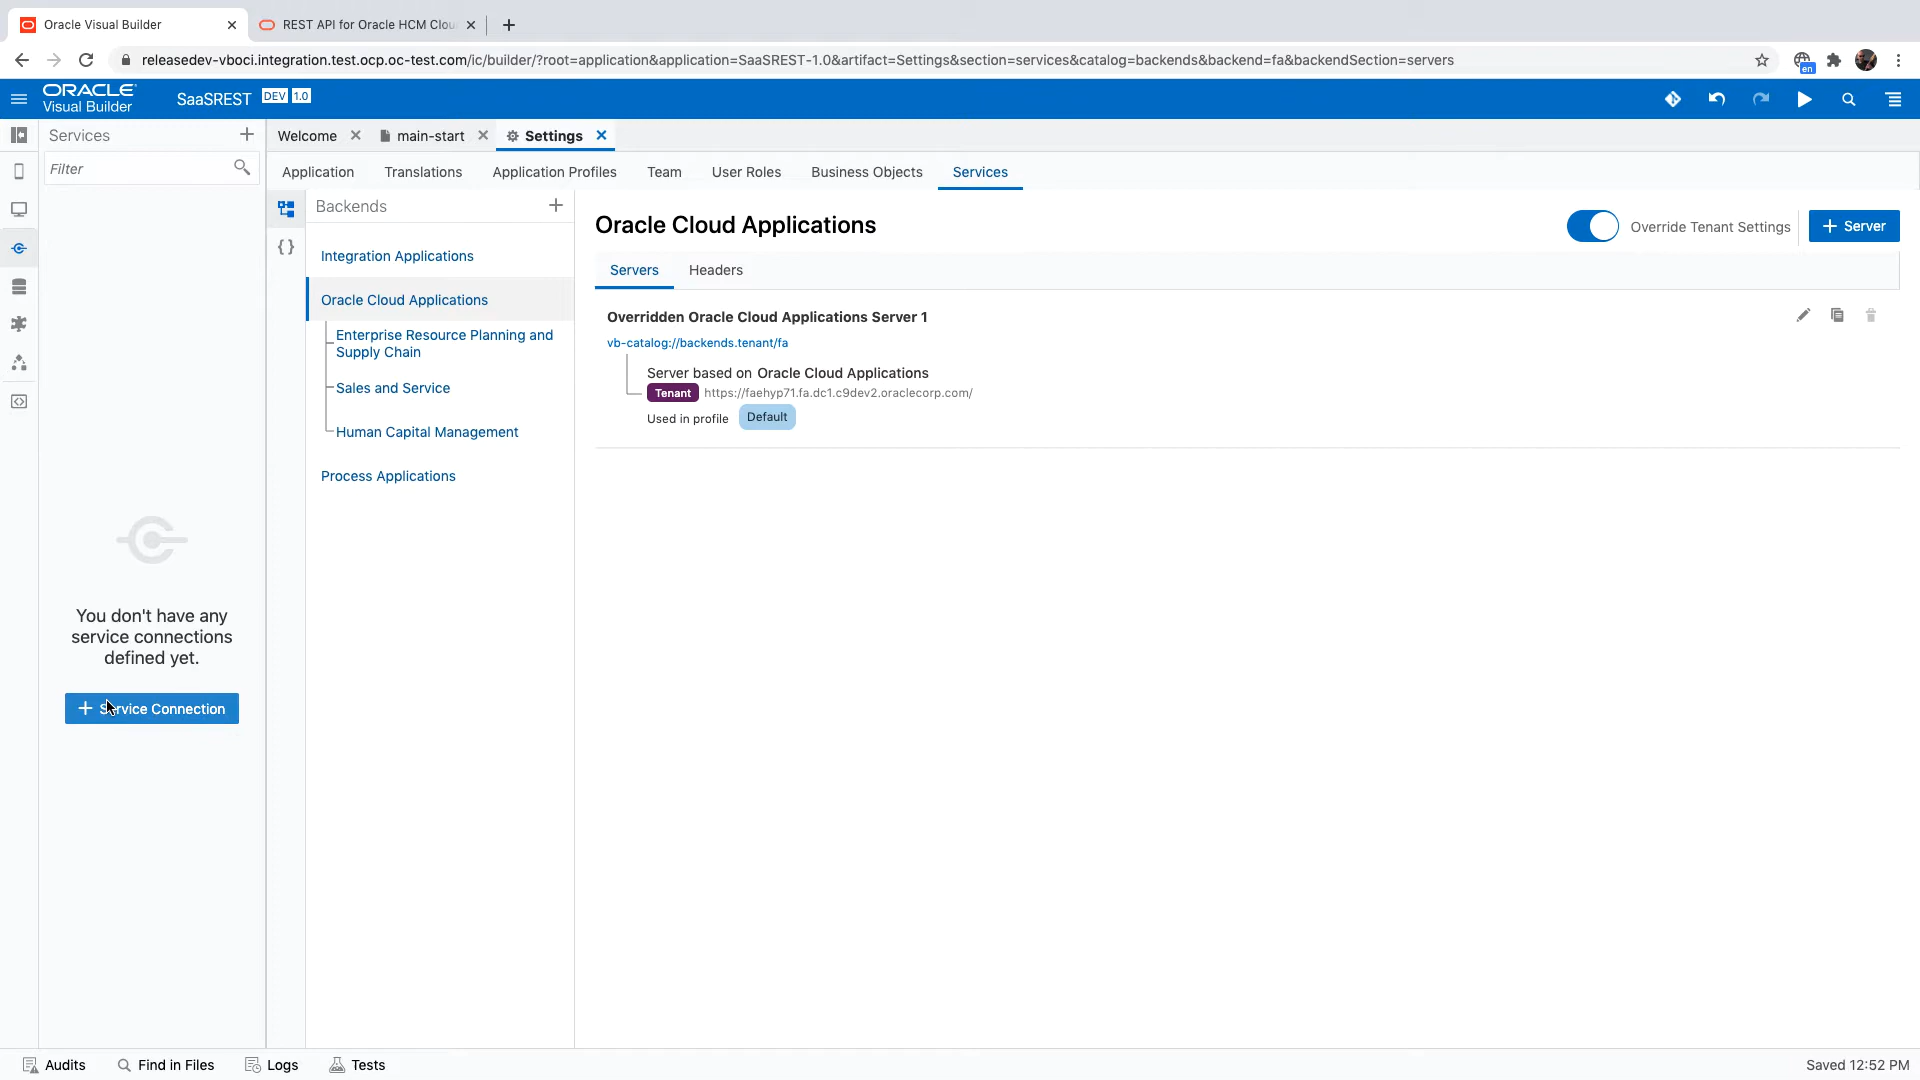 Oracle Visual Builder
REST API for Oracle HCM Clou
releasedev-vboci.integration.test.ocp.oc-test.com/ic/builder/?root=application&application=SaaSREST-1.0&artifact=Settings&section=services&catalog=backends&backend=fa&backendSection=servers
en
ORACLE
Visual Builder
SaaSREST
DEV 1.0
Services
Welcome
main-start
Settings
Filter
Application
Translations
Application Profiles
Team
User Roles
Business Objects
Services
Backends
Integration Applications
Oracle Cloud Applications
Enterprise Resource Planning and
Supply Chain
Sales and Service
Human Capital Management
Process Applications
Oracle Cloud Applications
Override Tenant Settings
+ Server
Servers
Headers
Overridden Oracle Cloud Applications Server 1
vb-catalog://backends.tenant/fa
Server based on Oracle Cloud Applications
Tenant https://faehyp71.fa.dc1.c9dev2.oraclecorp.com/
Used in profile Default
You don't have any
service connections
defined yet.
+ Service Connection
Audits
Find in Files
Logs
Tests
Saved 12:52 PM